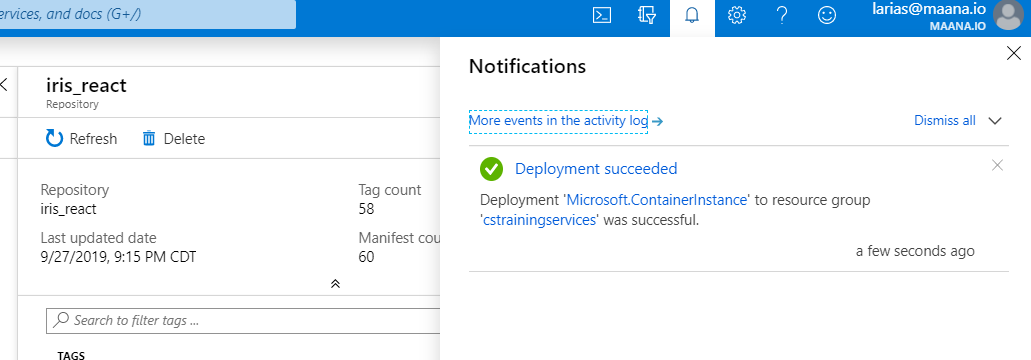 ervices, and docs (G+/)
larias@maana.io
MAANA.IO
iris_react
Repository
Refresh
Delete
Repository
iris_react
Tag count
58
Last updated date
9/27/2019, 9:15 PM CDT
Manifest cou
60
Search to filter tags ...
TAGS
Notifications
More events in the activity log →
Dismiss all
Deployment succeeded
Deployment 'Microsoft.ContainerInstance' to resource group
'cstrainingservices' was successful.
a few seconds ago